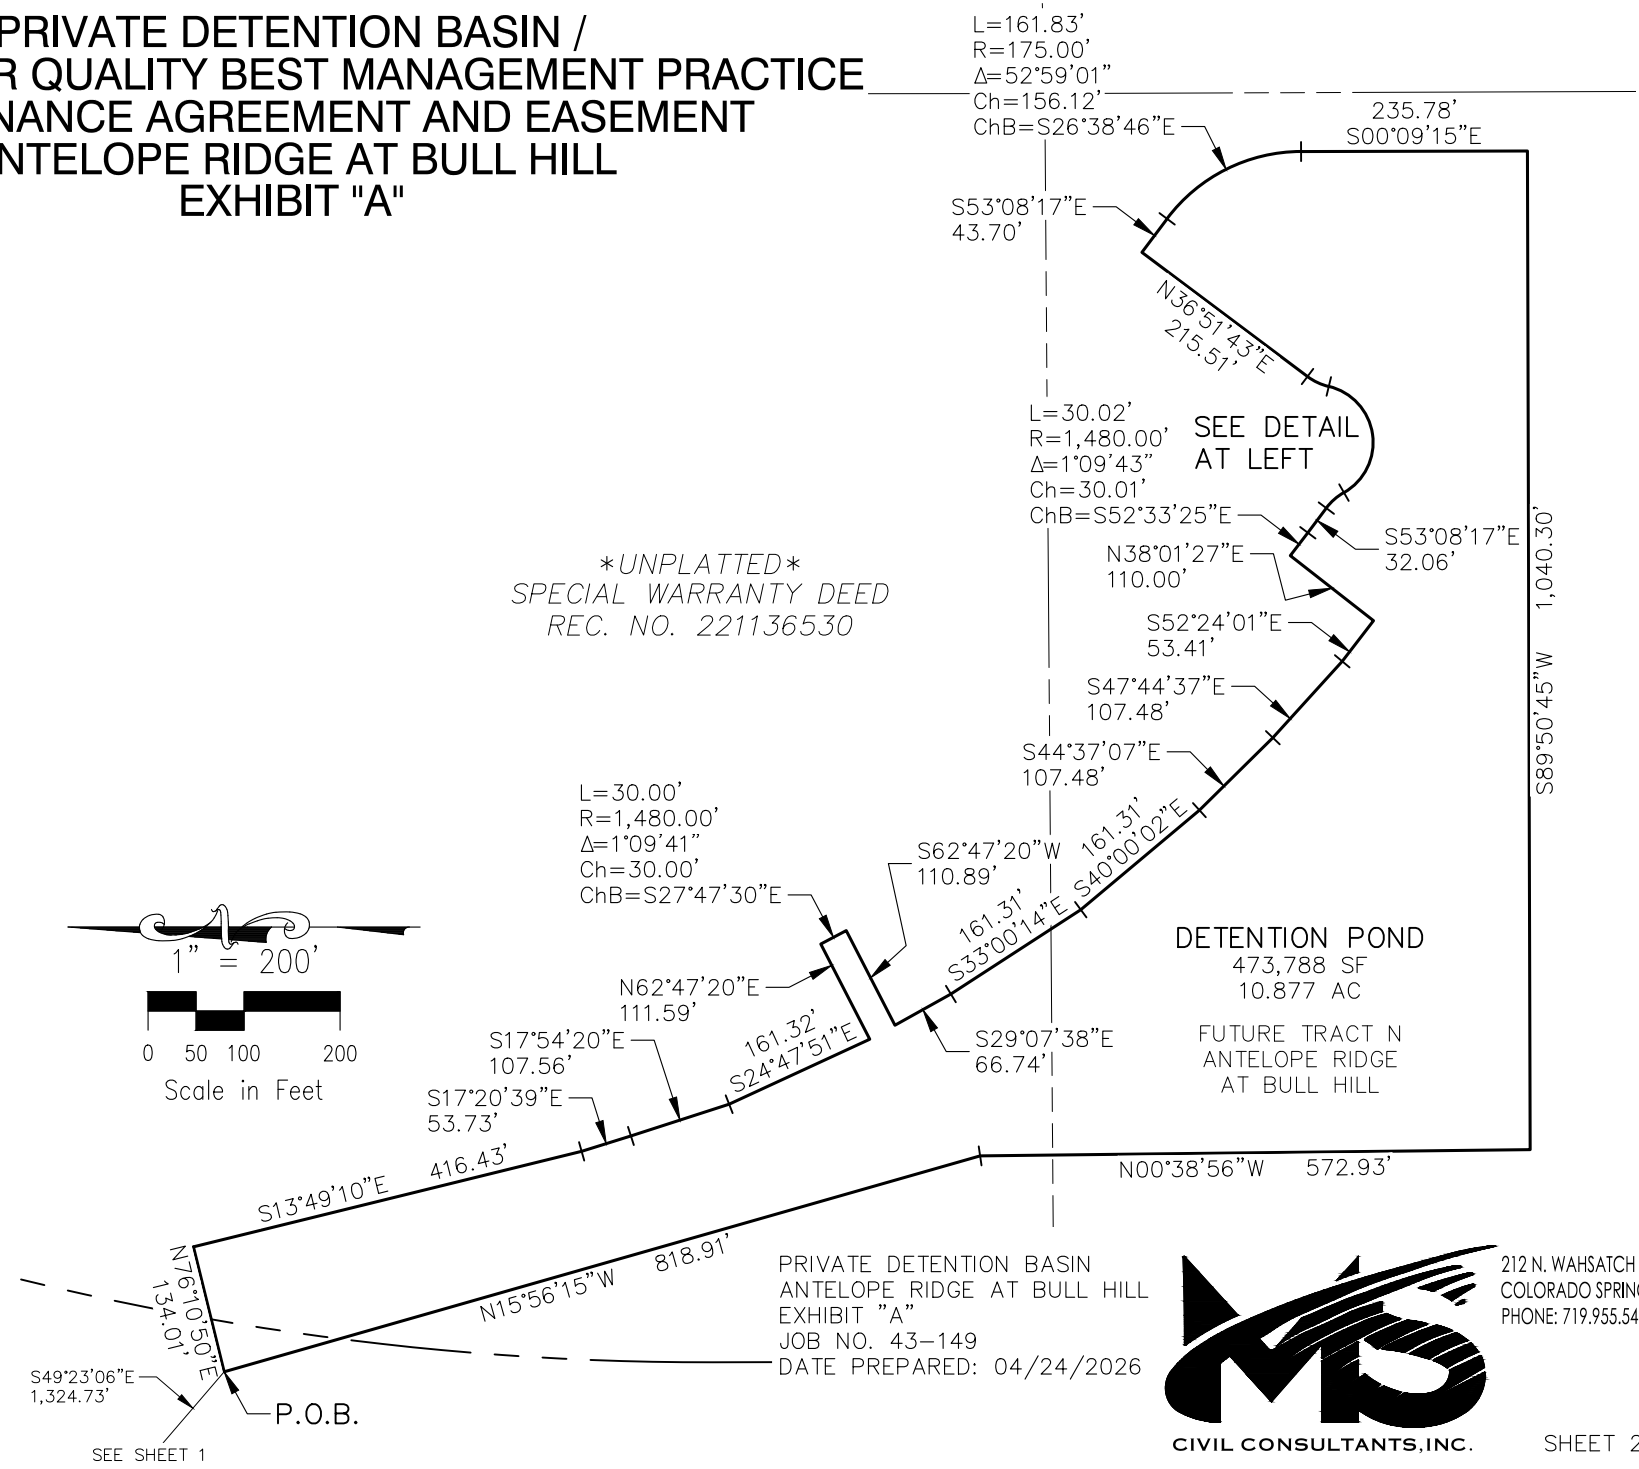 PRIVATE DETENTION BASIN /
QUALITY BEST MANAGEMENT PRACTICE
AGREEMENT AND EASEMENT
RIDGE AT BULL HILL
EXHIBIT "A"
L=161.83'
R=175.00'
Δ=52°59'01"
Ch=156.12'
ChB=S26°38'46"E
235.78'
S00°09'15"E
S53°08'17"E
43.70'
N36°51'43"E
215.51'
L=30.02'
R=1,480.00'
Δ=1°09'43"
Ch=30.01'
ChB=S52°33'25"E
SEE DETAIL
AT LEFT
S53°08'17"E
32.06'
N38°01'27"E
110.00'
1,040.30'
S89°50'45"W
*UNPLATTED*
SPECIAL WARRANTY DEED
REC. NO. 221136530
S52°24'01"E
53.41'
S47°44'37"E
107.48'
S44°37'07"E
107.48'
161.31'
S40°00'02"E
161.31'
S33°00'14"E
L=30.00'
R=1,480.00'
Δ=1°09'41"
Ch=30.00'
ChB=S27°47'30"E
S62°47'20"W
110.89'
N62°47'20"E
111.59'
S29°07'38"E
66.74'
161.32'
S24°47'51"E
S17°54'20"E
107.56'
S17°20'39"E
53.73'
416.43'
S13°49'10"E
DETENTION POND
473,788 SF
10.877 AC
FUTURE TRACT N
ANTELOPE RIDGE
AT BULL HILL
1" = 200'
0 50 100 200
Scale in Feet
N00°38'56"W 572.93'
818.91'
N15°56'15"W
N76°10'50"E
134.01'
S49°23'06"E
1,324.73'
P.O.B.
SEE SHEET 1
PRIVATE DETENTION BASIN
ANTELOPE RIDGE AT BULL HILL
EXHIBIT "A"
JOB NO. 43-149
DATE PREPARED: 04/24/2026
MS
CIVIL CONSULTANTS, INC.
212 N. WAHSATCH
COLORADO
PHONE: 719.955.54
SHEET 2